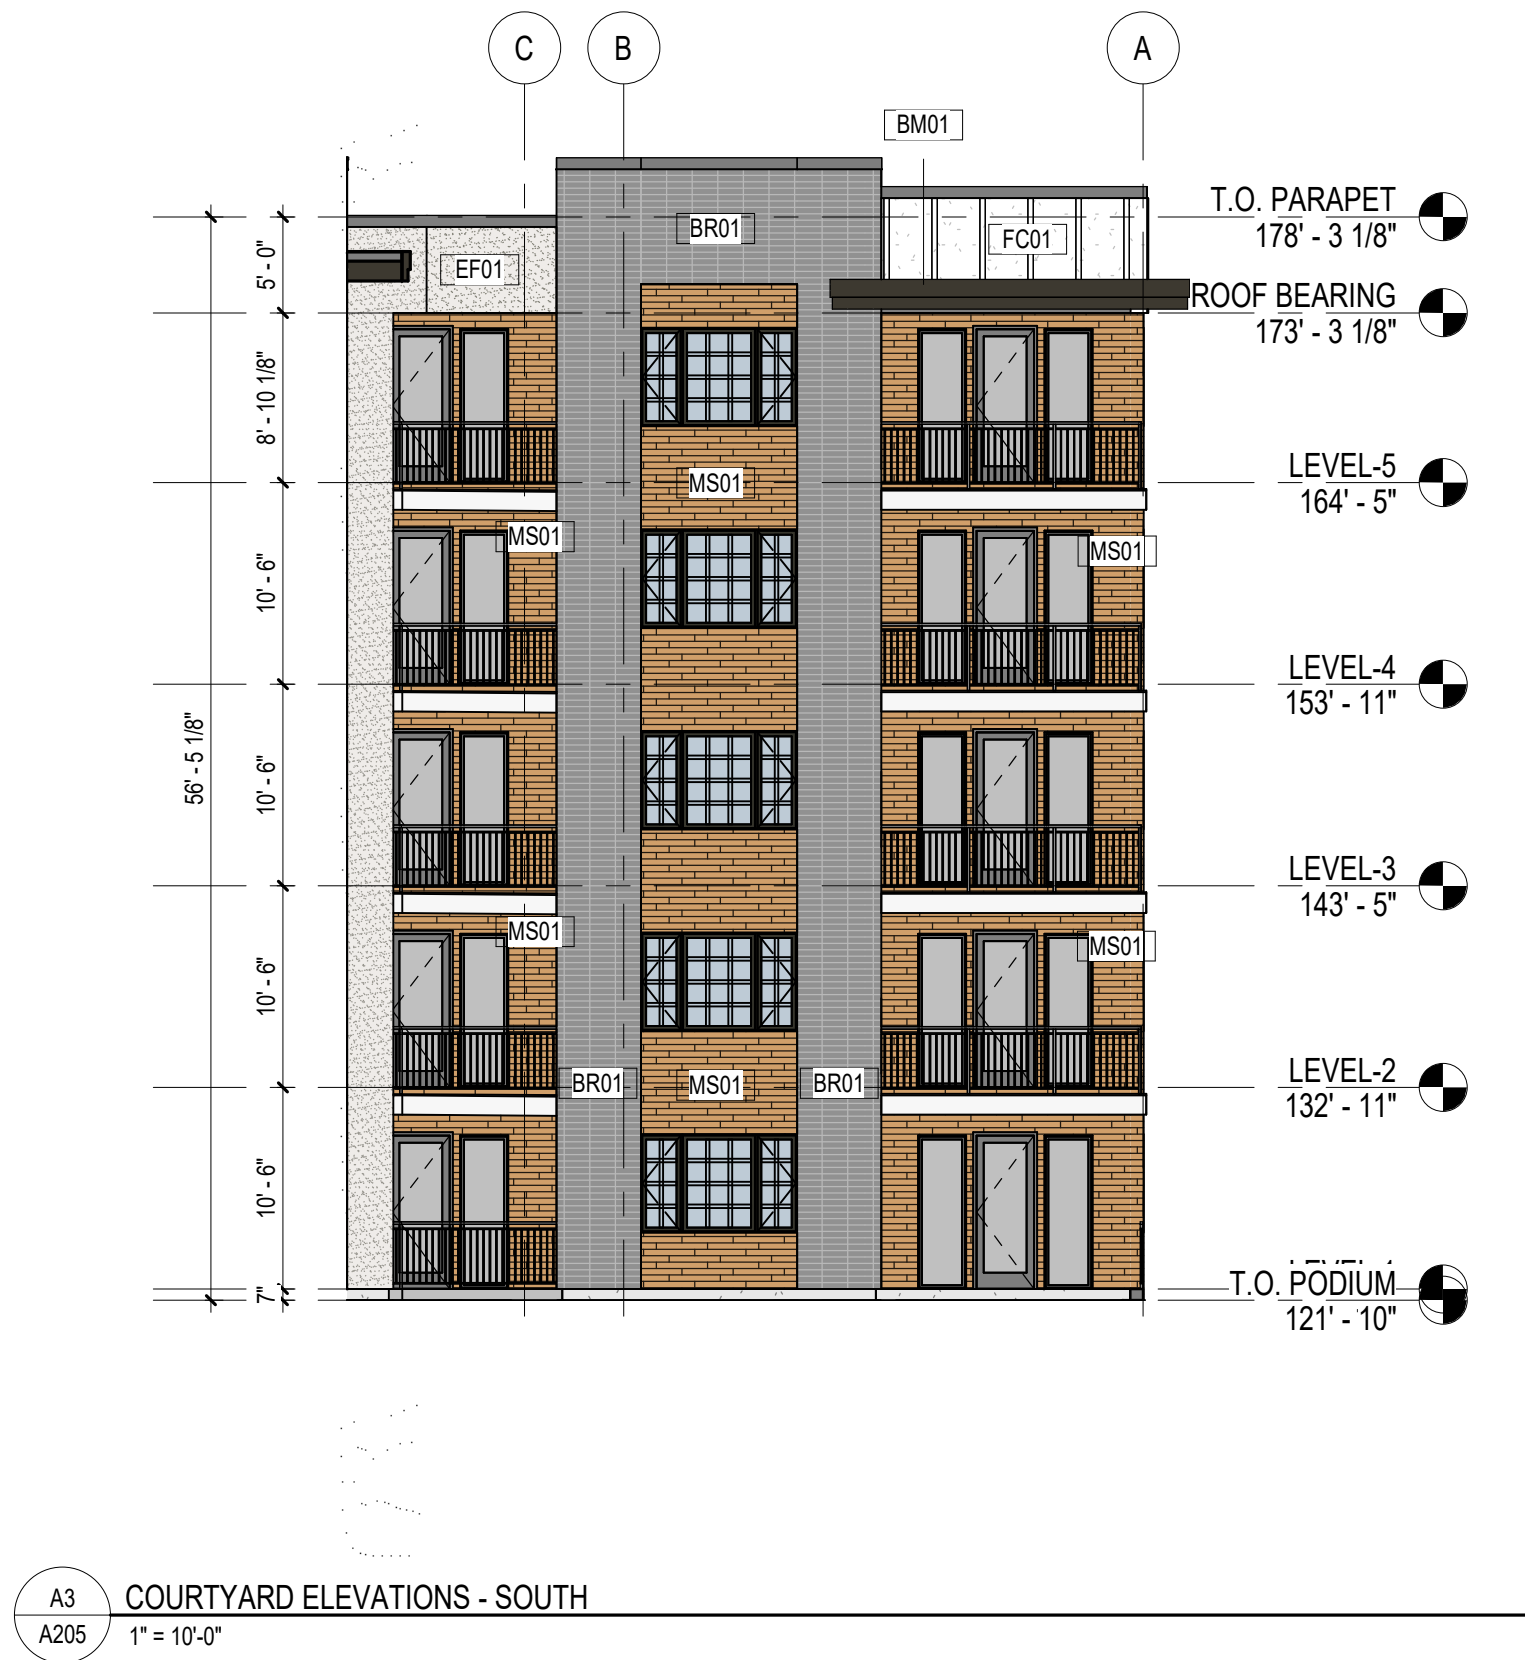 C
B
A
BM01
T.O. PARAPET
178' - 3 1/8"
BR01
FC01
5' - 0"
EF01
ROOF BEARING
173' - 3 1/8"
8' - 10 1/8"
LEVEL-5
164' - 5"
MS01
MS01
MS01
10' - 6"
LEVEL-4
153' - 11"
56' - 5 1/8"
10' - 6"
LEVEL-3
143' - 5"
MS01
MS01
10' - 6"
BR01
MS01
BR01
LEVEL-2
132' - 11"
10' - 6"
7"
T.O. PODIUM
121' - 10"
A3
COURTYARD ELEVATIONS - SOUTH
A205
1" = 10'-0"